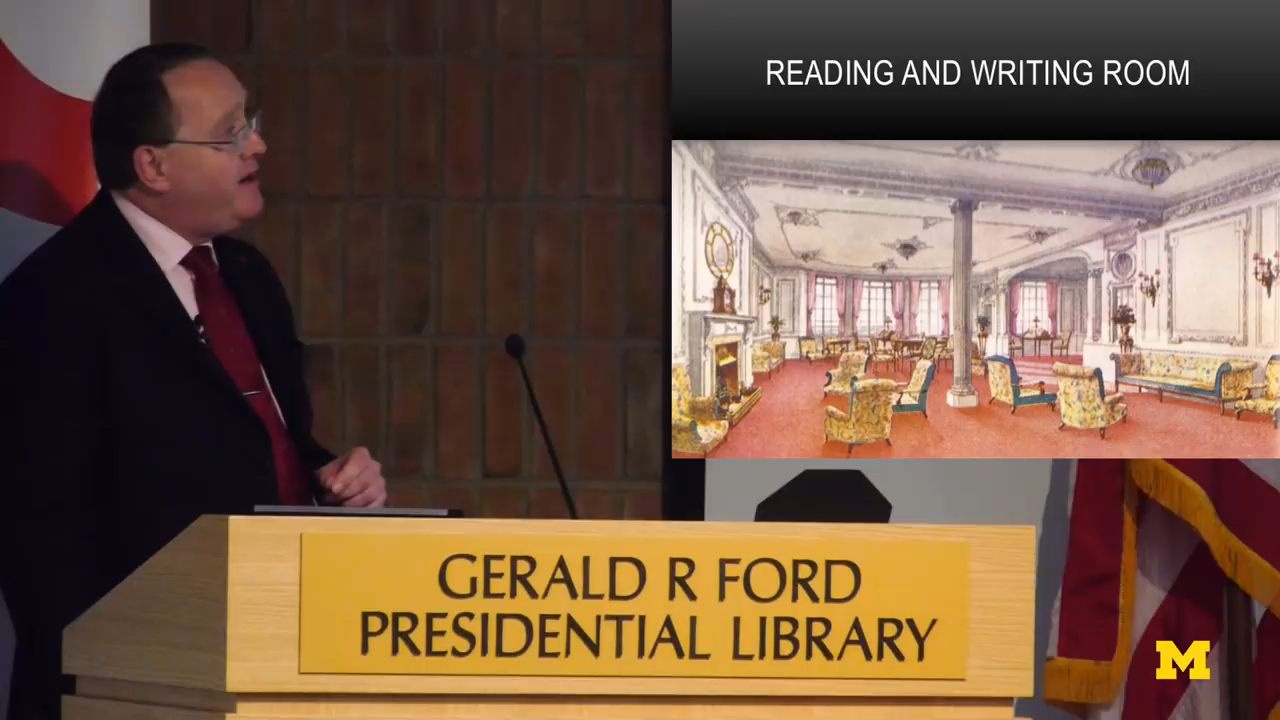 READING AND WRITING ROOM
GERALD R FORD
PRESIDENTIAL LIBRARY
M